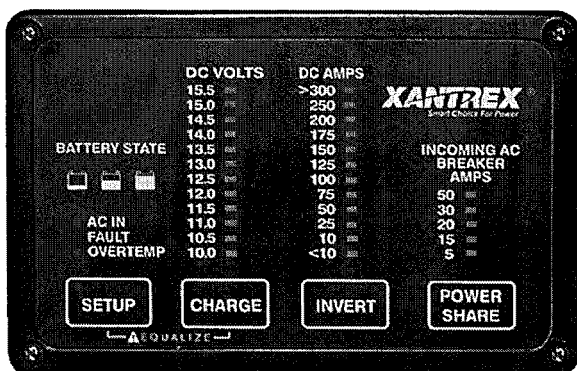 DC VOLTS
15.5
15.0
14.5
14.0
13.5
13.0
12.5
12.0
11.5
11.0
10.5
10.0
DC AMPS
>300
250
200
175
150
125
100
75
50
25
10
<10
XANTREX®
Smart Choice For Power
BATTERY STATE
INCOMING AC
BREAKER
AMPS
50
30
20
15
5
AC IN
FAULT
OVERTEMP
SETUP
CHARGE
INVERT
POWER
SHARE
EQUALIZE